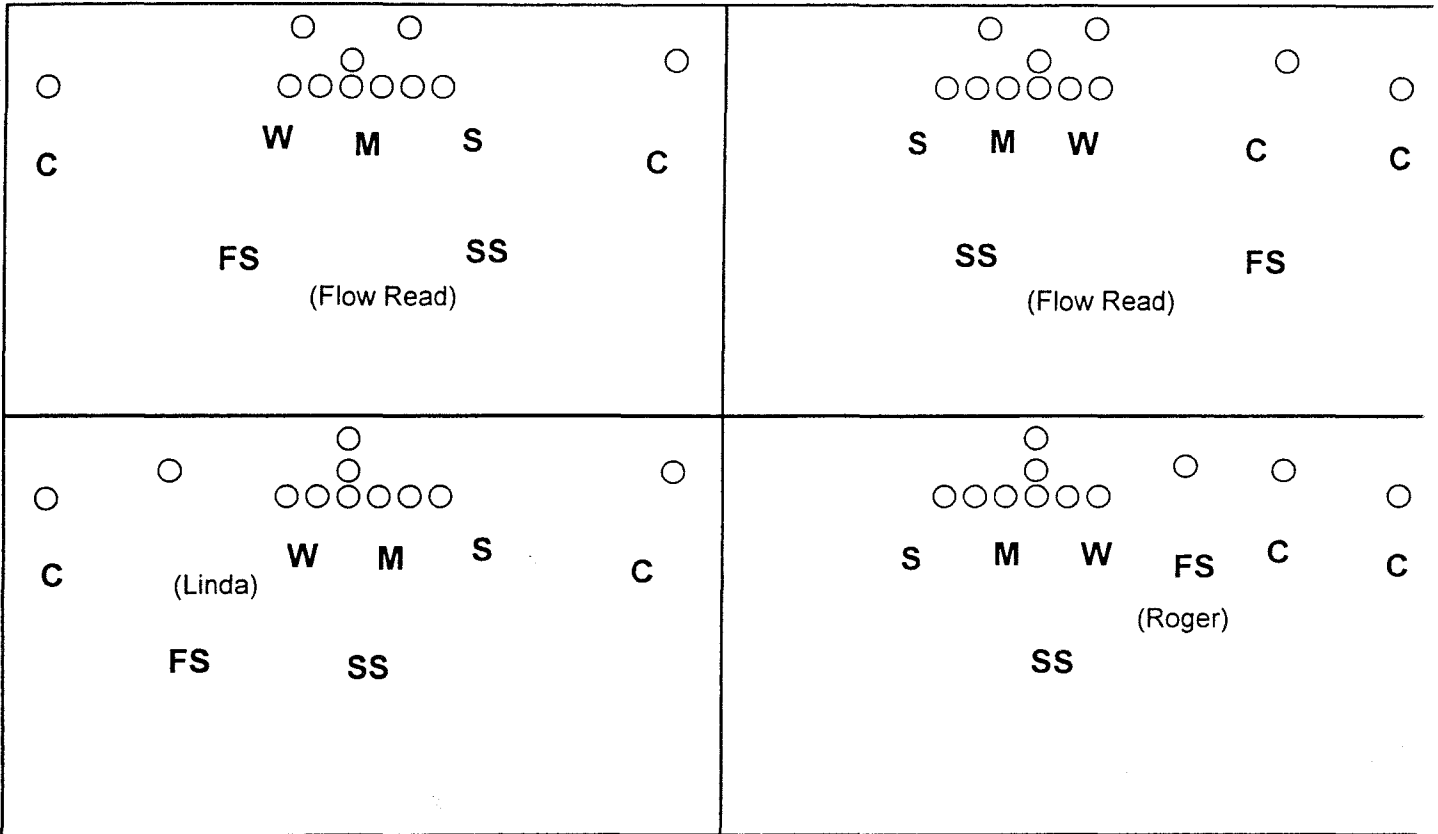 W M S
C C
FS SS
(Flow Read)
S M W C C
SS FS
(Flow Read)
W M S
C (Linda) C
FS SS
S M W FS C C
(Roger)
SS